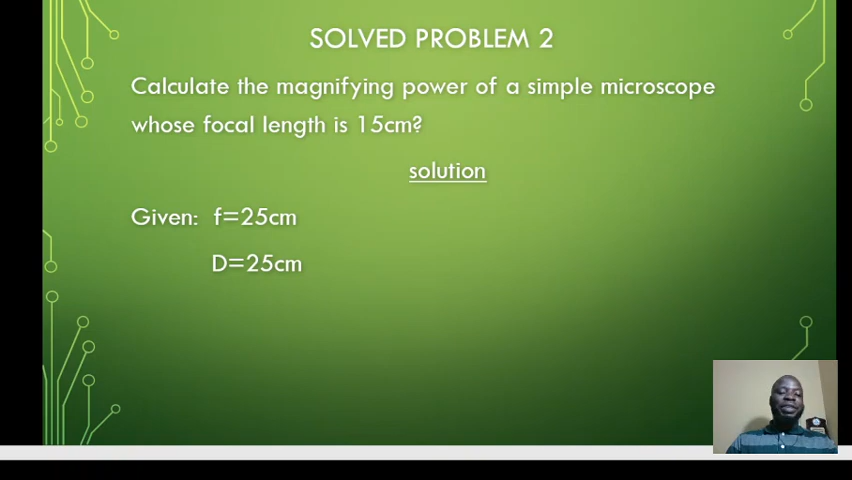 SOLVED PROBLEM 2
Calculate the magnifying power of a simple microscope
whose focal length is 15cm?
solution
Given: f=25cm
D=25cm